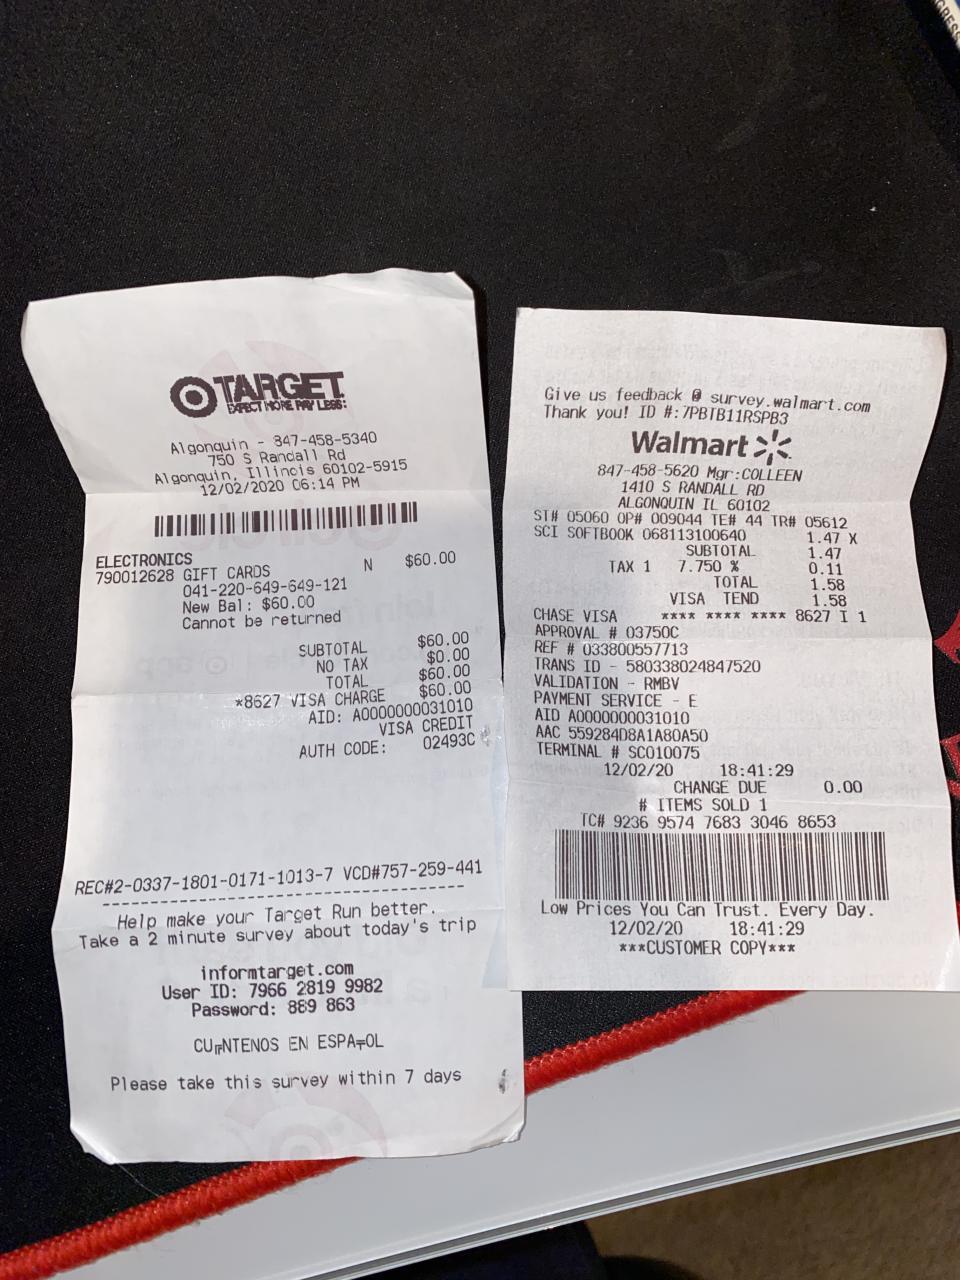 TARGET
EXPECT MORE PAY LESS:
Algonquin - 847-458-5340
750 S Randall Rd
Algonquin, Illinois 60102-5915
12/02/2020 06:14 PM
ELECTRONICS
790012628 GIFT CARDS N $60.00
041-220-649-649-121
New Bal: $60.00
Cannot be returned
SUBTOTAL $60.00
NO TAX $0.00
TOTAL $60.00
*8627 VISA CHARGE $60.00
AID: A0000000031010
VISA CREDIT
AUTH CODE: 02493C
REC#2-0337-1801-0171-1013-7 VCD#757-259-441
Help make your Target Run better.
Take a 2 minute survey about today's trip
informtarget.com
User ID: 7966 2819 9982
Password: 889 863
CU╒NTENOS EN ESPA╤OL
Please take this survey within 7 days
Give us feedback @ survey.walmart.com
Thank you! ID #:7PBTB11RSPB3
Walmart
847-458-5620 Mgr:COLLEEN
1410 S RANDALL RD
ALGONQUIN IL 60102
ST# 05060 OP# 009044 TE# 44 TR# 05612
SCI SOFTBOOK 068113100640 1.47 X
SUBTOTAL 1.47
TAX 1 7.750 % 0.11
TOTAL 1.58
VISA TEND 1.58
CHASE VISA **** **** **** 8627 I 1
APPROVAL # 03750C
REF # 033800557713
TRANS ID - 580338024847520
VALIDATION - RMBV
PAYMENT SERVICE - E
AID A0000000031010
AAC 559284D8A1A80A50
TERMINAL # SC010075
12/02/20 18:41:29
CHANGE DUE 0.00
# ITEMS SOLD 1
TC# 9236 9574 7683 3046 8653
Low Prices You Can Trust. Every Day.
12/02/20 18:41:29
***CUSTOMER COPY***